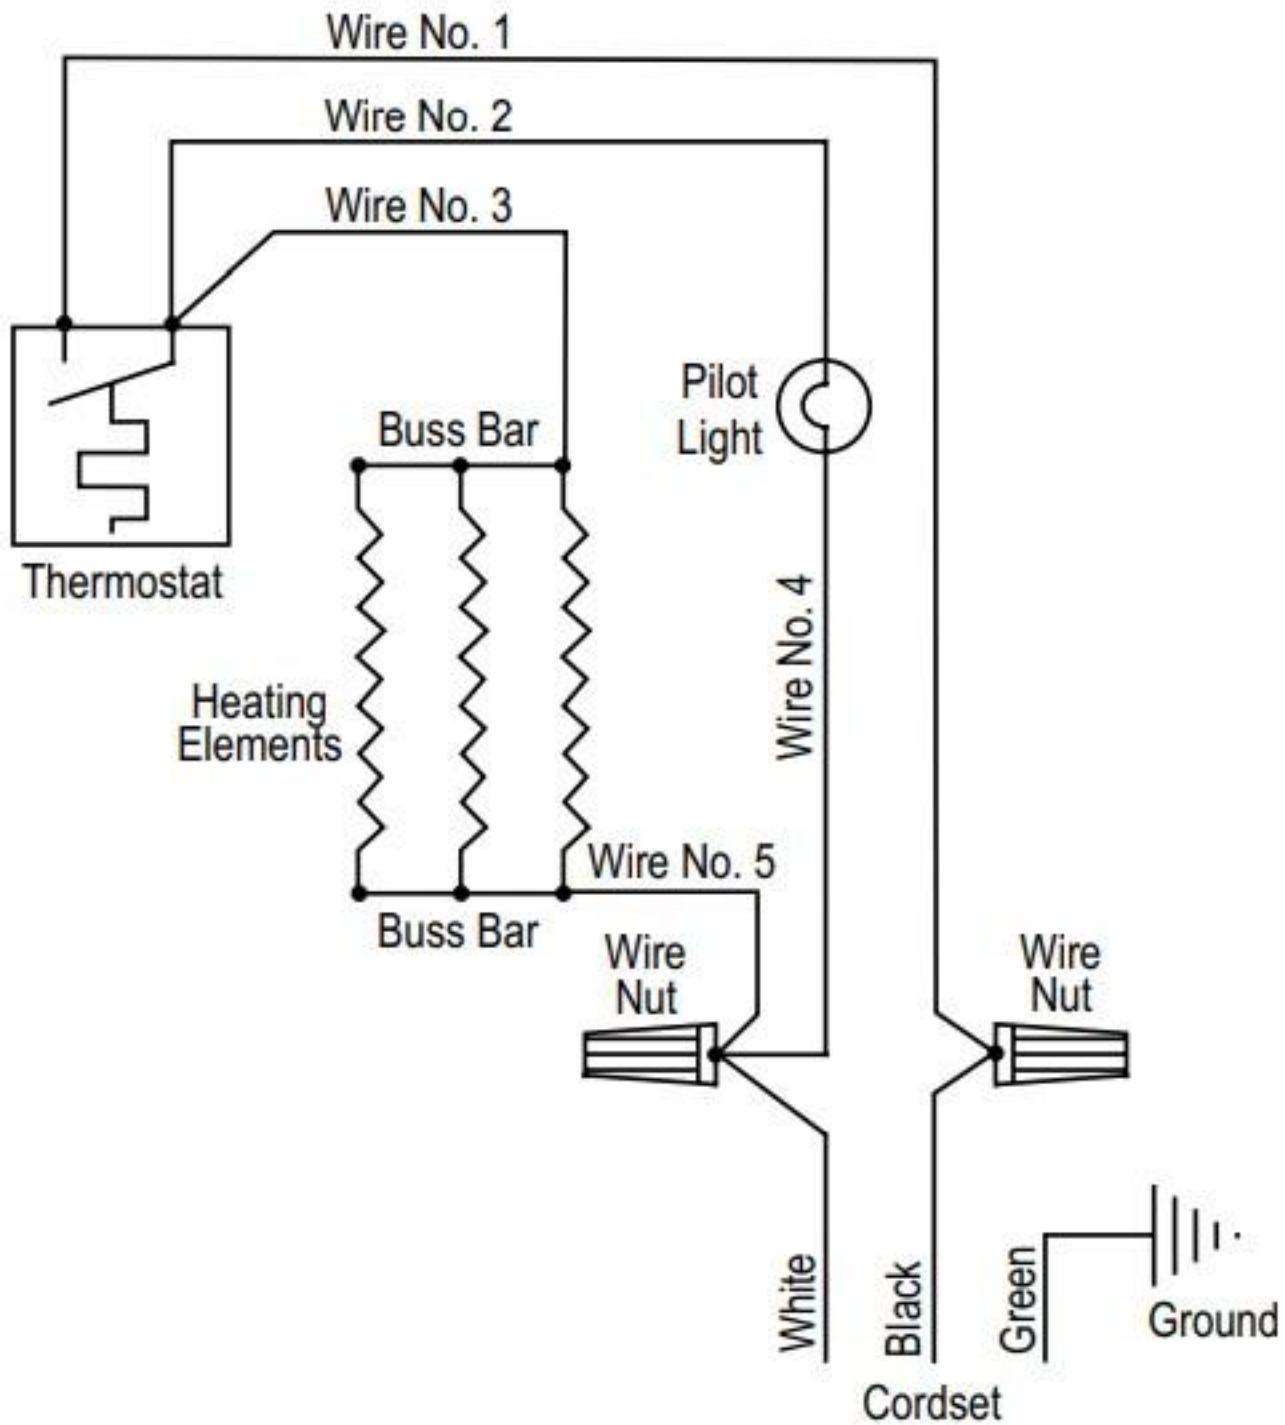 Wire No. 1
Wire No. 2
Wire No. 3
Pilot
Light
Buss Bar
Thermostat
Wire No. 4
Heating
Elements
Wire No. 5
Buss Bar
Wire
Nut
Wire
Nut
White
Black
Green
Ground
Cordset